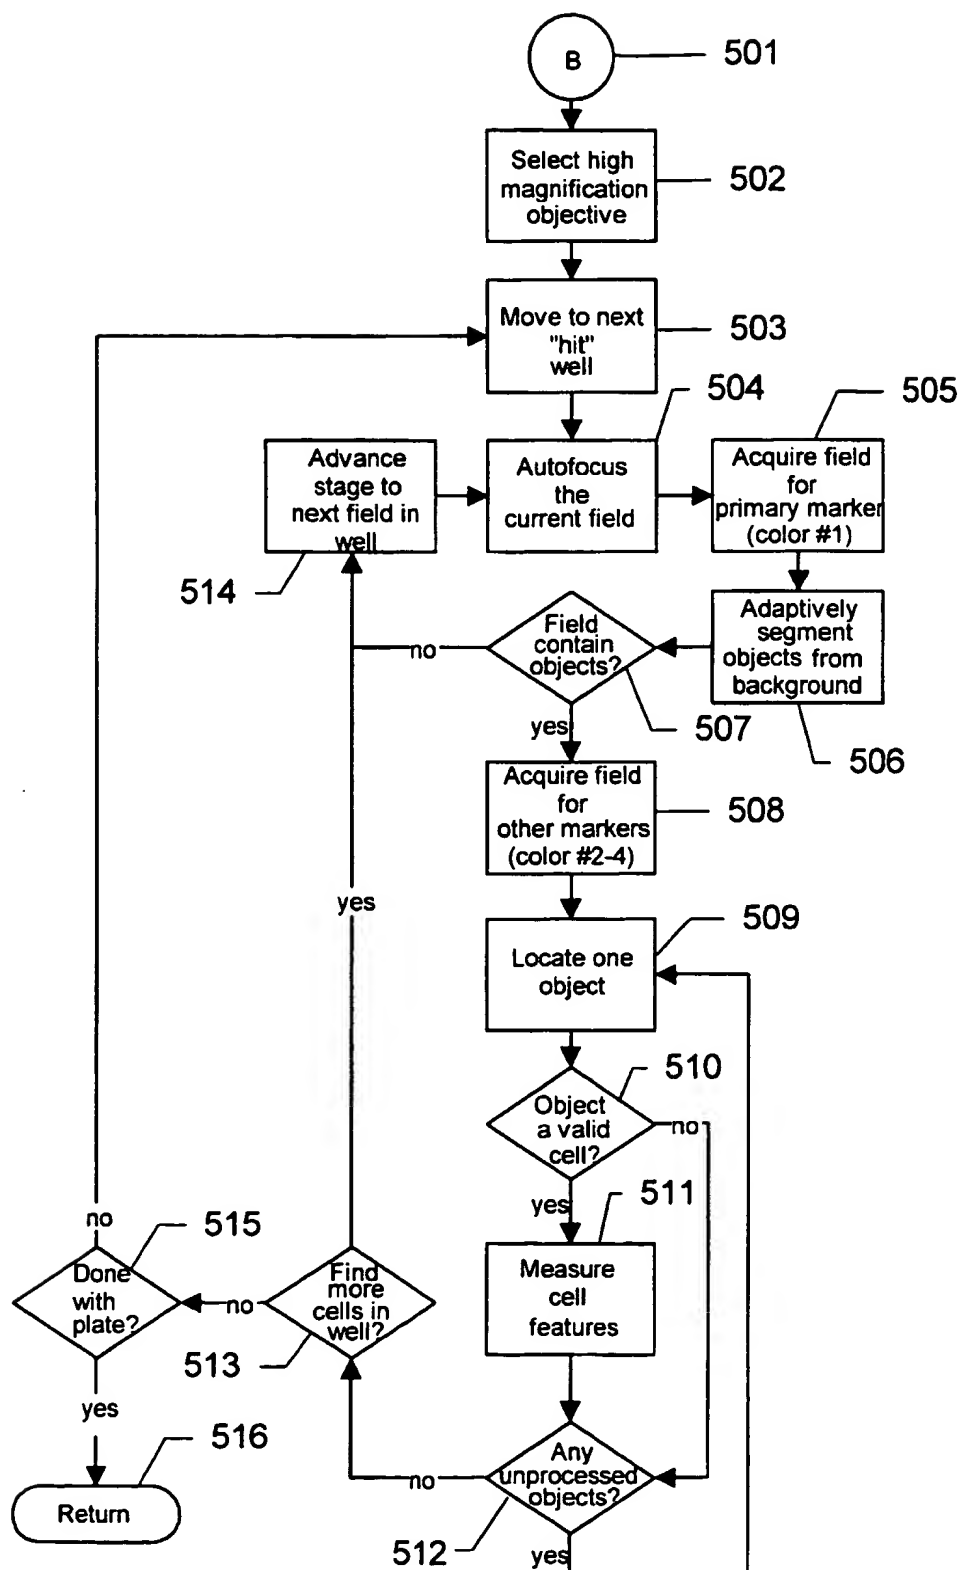 B
501
Select high
magnification
objective
502
Move to next
"hit"
well
503
504
505
Advance
stage to
next field in
well
Autofocus
the
current field
Acquire field
for
primary marker
(color #1)
514
Field
contain
objects?
no
Adaptively
segment
objects from
background
507
506
yes
Acquire field
for
other markers
(color #2-4)
508
yes
509
Locate one
object
510
Object
a valid
cell?
no
yes
511
no
515
Done
with
plate?
no
Find
more
cells in
well?
Measure
cell
features
513
yes
516
Return
no
Any
unprocessed
objects?
512
yes